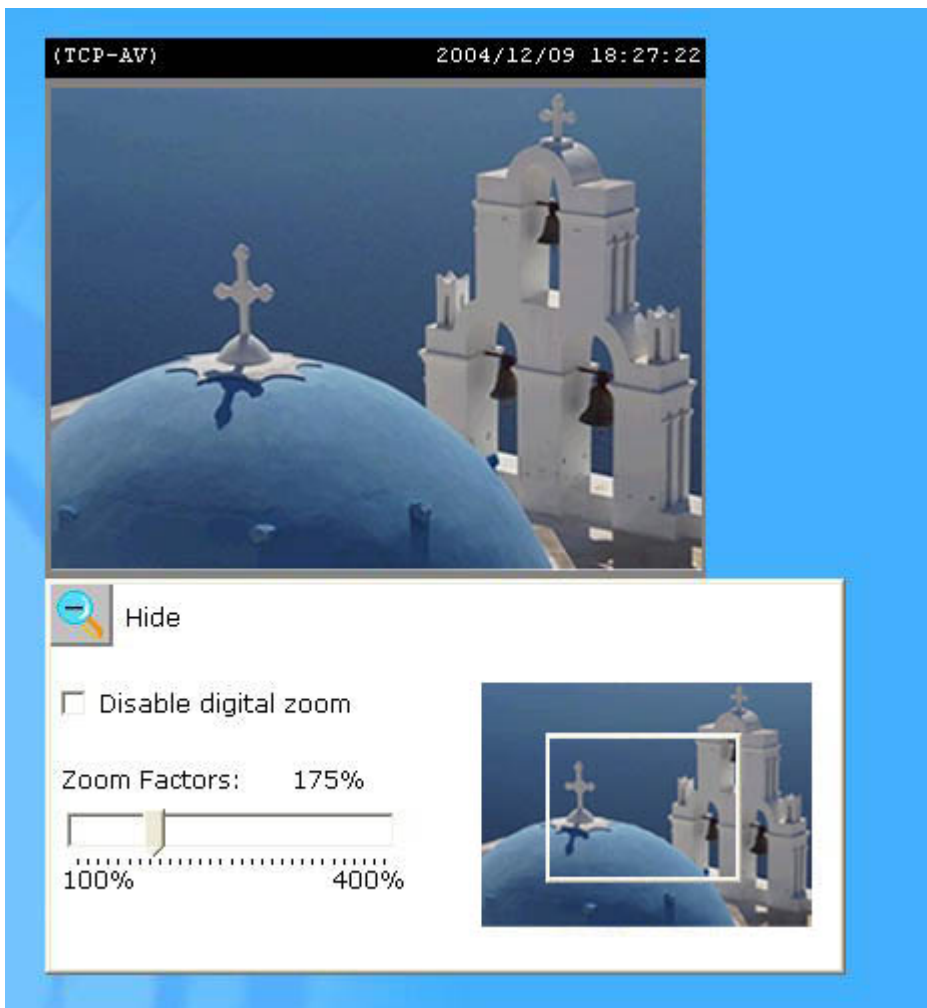 (TCP-AV) 2004/12/09 18:27:22
Hide
Disable digital zoom
Zoom Factors: 175%
100% 400%